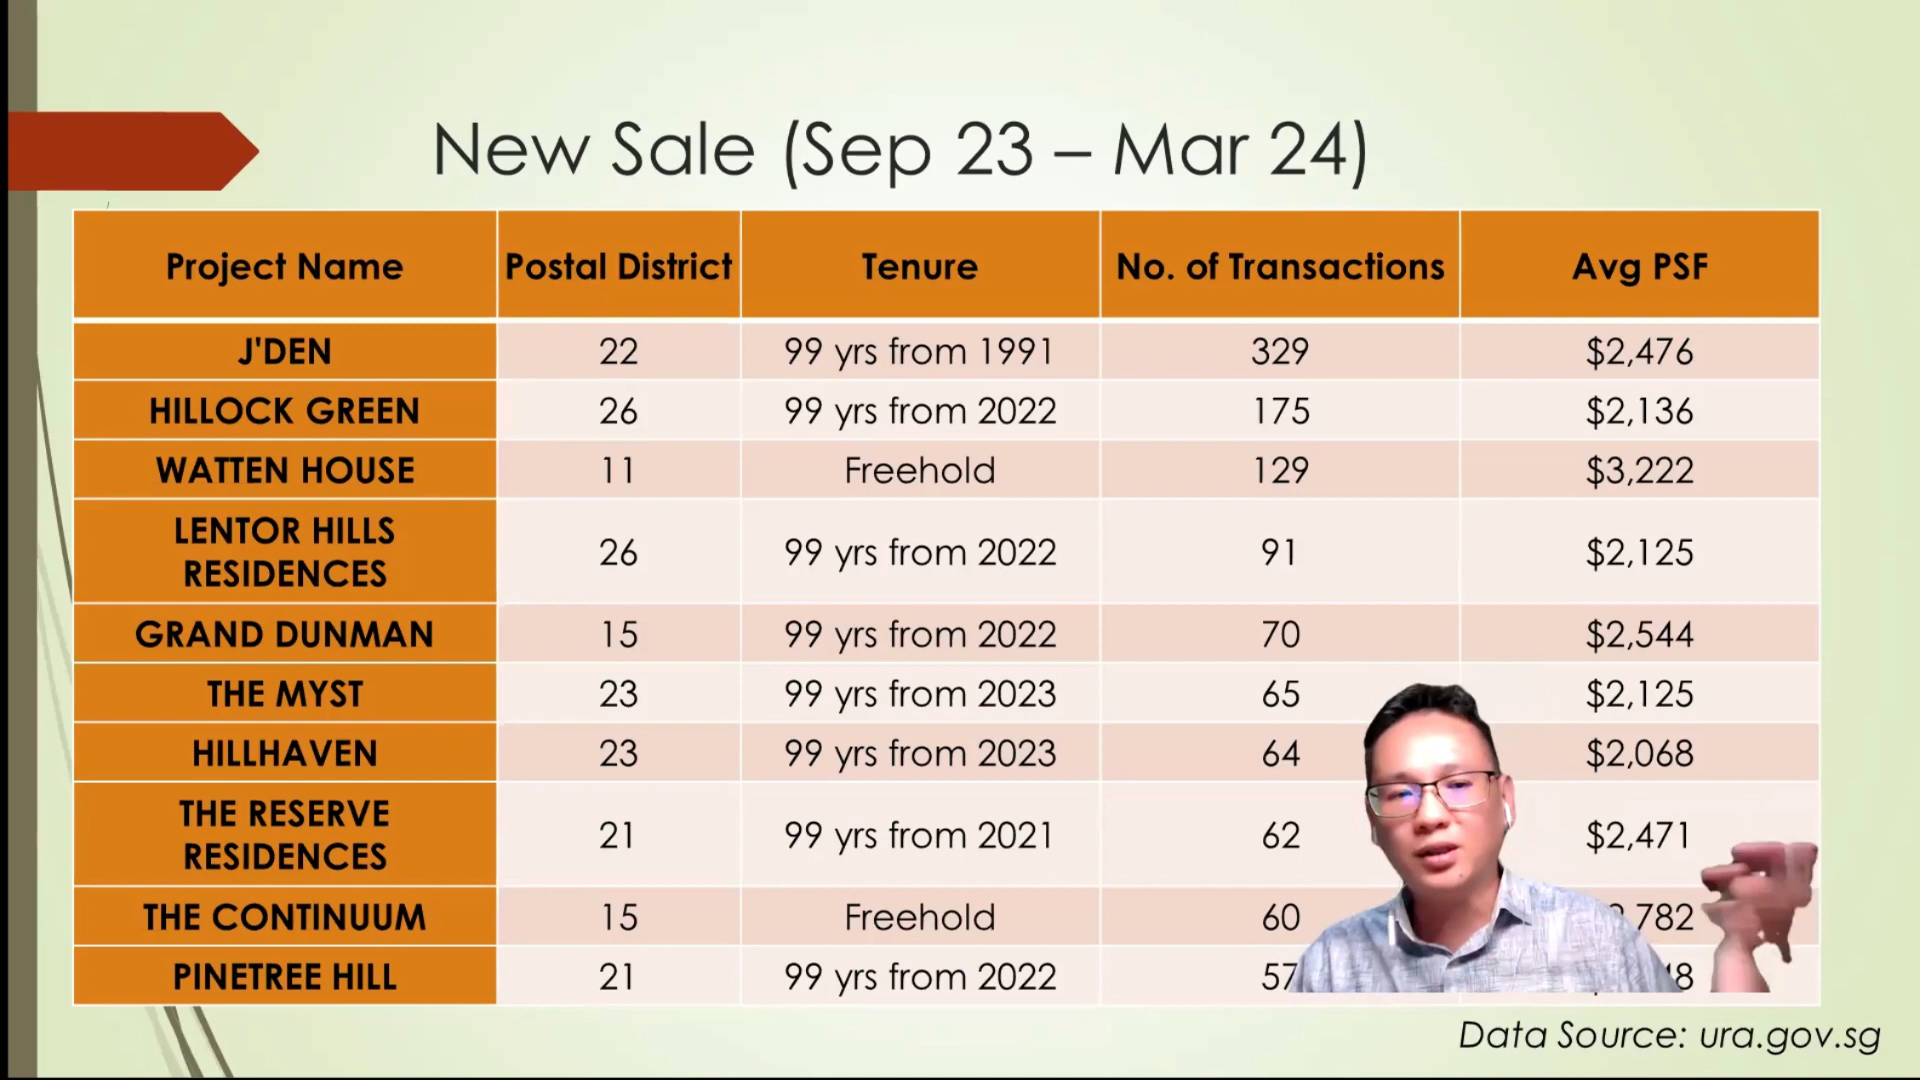 New Sale (Sep 23 – Mar 24)
Project Name Postal District Tenure No. of Transactions Avg PSF
J'DEN 22 99 yrs from 1991 329 $2,476
HILLOCK GREEN 26 99 yrs from 2022 175 $2,136
WATTEN HOUSE 11 Freehold 129 $3,222
LENTOR HILLS
RESIDENCES 26 99 yrs from 2022 91 $2,125
GRAND DUNMAN 15 99 yrs from 2022 70 $2,544
THE MYST 23 99 yrs from 2023 65 $2,125
HILLHAVEN 23 99 yrs from 2023 64 $2,068
THE RESERVE
RESIDENCES 21 99 yrs from 2021 62 $2,471
THE CONTINUUM 15 Freehold 60
PINETREE HILL 21 99 yrs from 2022 57
Data Source: ura.gov.sg